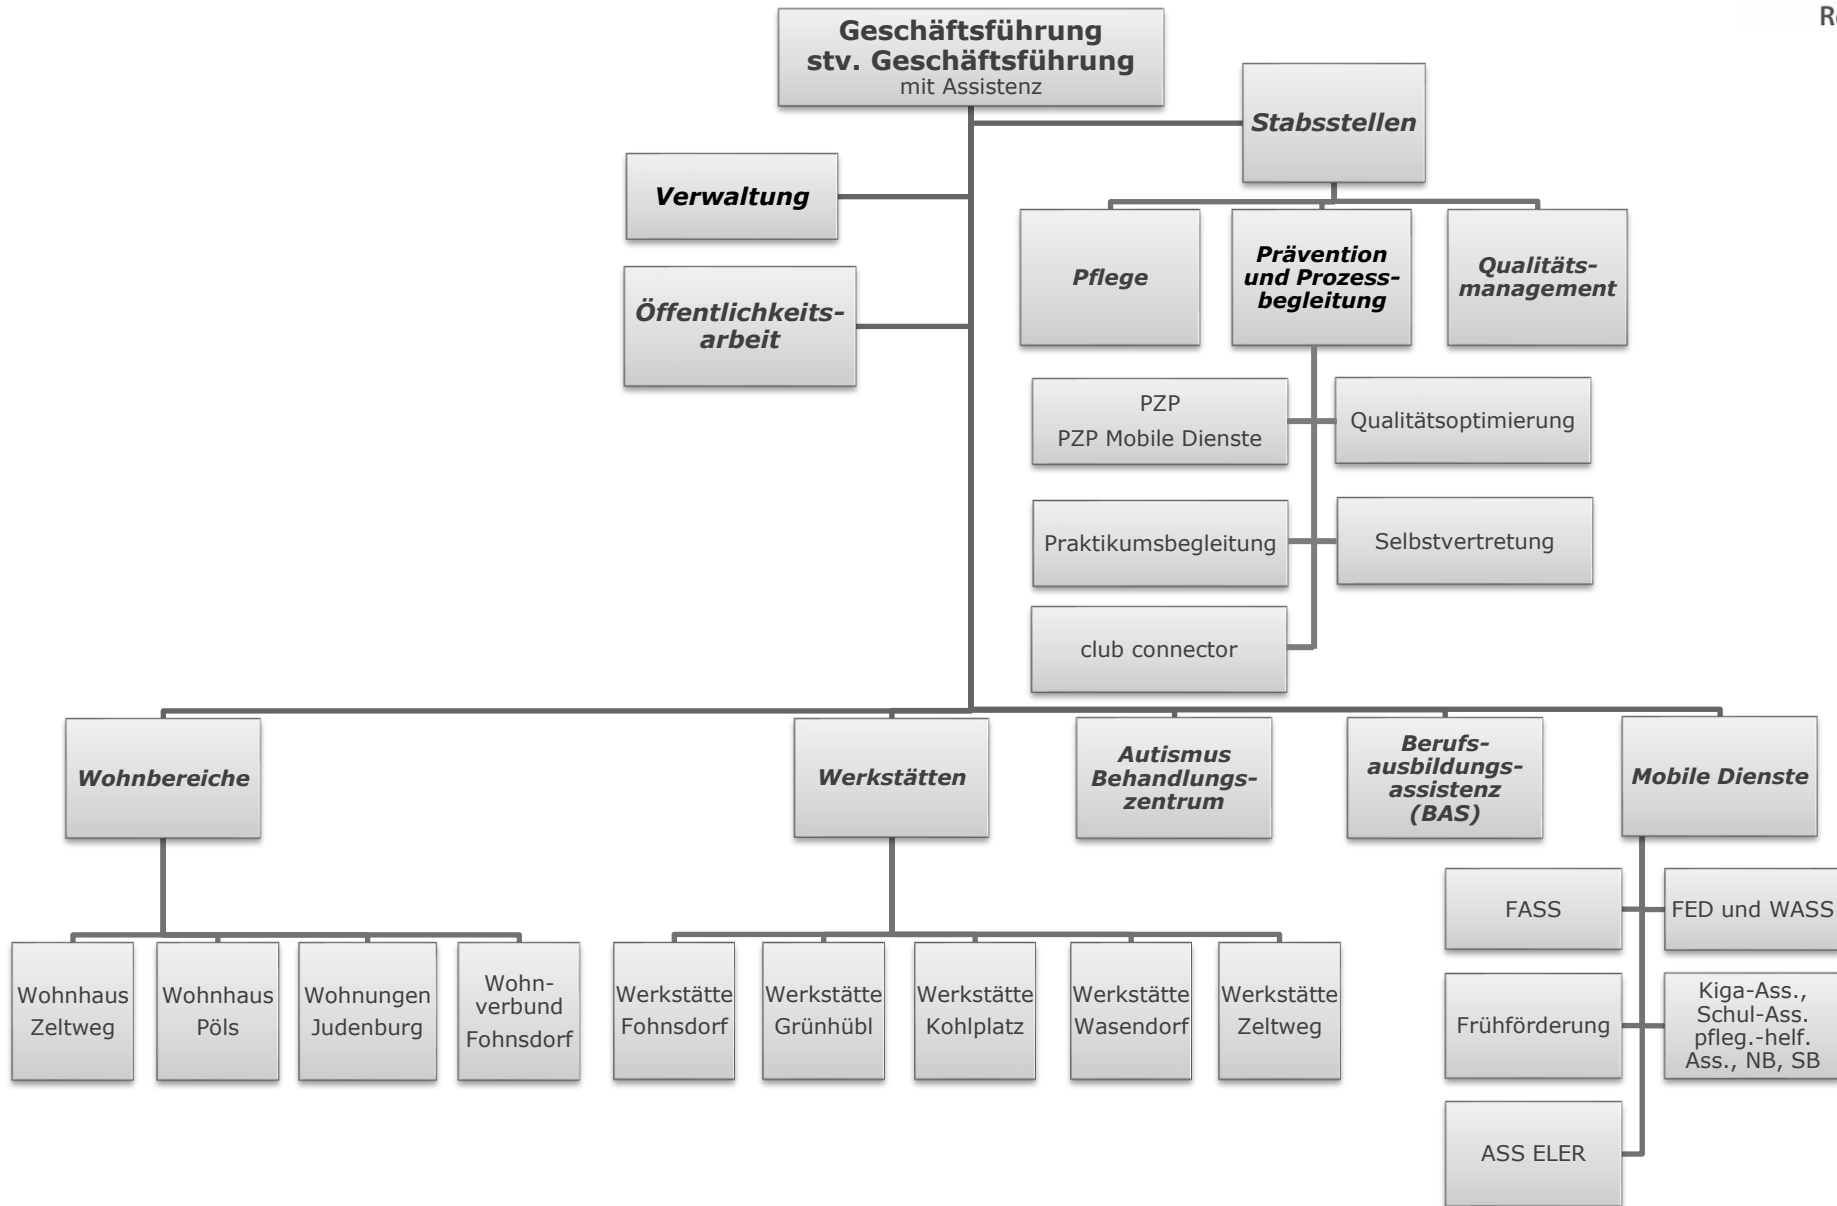 Geschäftsführung
stv. Geschäftsführung
mit Assistenz
Stabsstellen
Verwaltung
Öffentlichkeits-
arbeit
Pflege
Prävention
und Prozess-
begleitung
Qualitäts-
management
PZP
PZP Mobile Dienste
Qualitätsoptimierung
Praktikumsbegleitung
Selbstvertretung
club connector
Wohnbereiche
Werkstätten
Autismus
Behandlungs-
zentrum
Berufs-
ausbildungs-
assistenz
(BAS)
Mobile Dienste
Wohnhaus
Zeltweg
Wohnhaus
Pöls
Wohnungen
Judenburg
Wohn-
verbund
Fohnsdorf
Werkstätte
Fohnsdorf
Werkstätte
Grünhübl
Werkstätte
Kohlplatz
Werkstätte
Wasendorf
Werkstätte
Zeltweg
FASS
FED und WASS
Frühförderung
Kiga-Ass.,
Schul-Ass.
pfleg.-helf.
Ass., NB, SB
ASS ELER